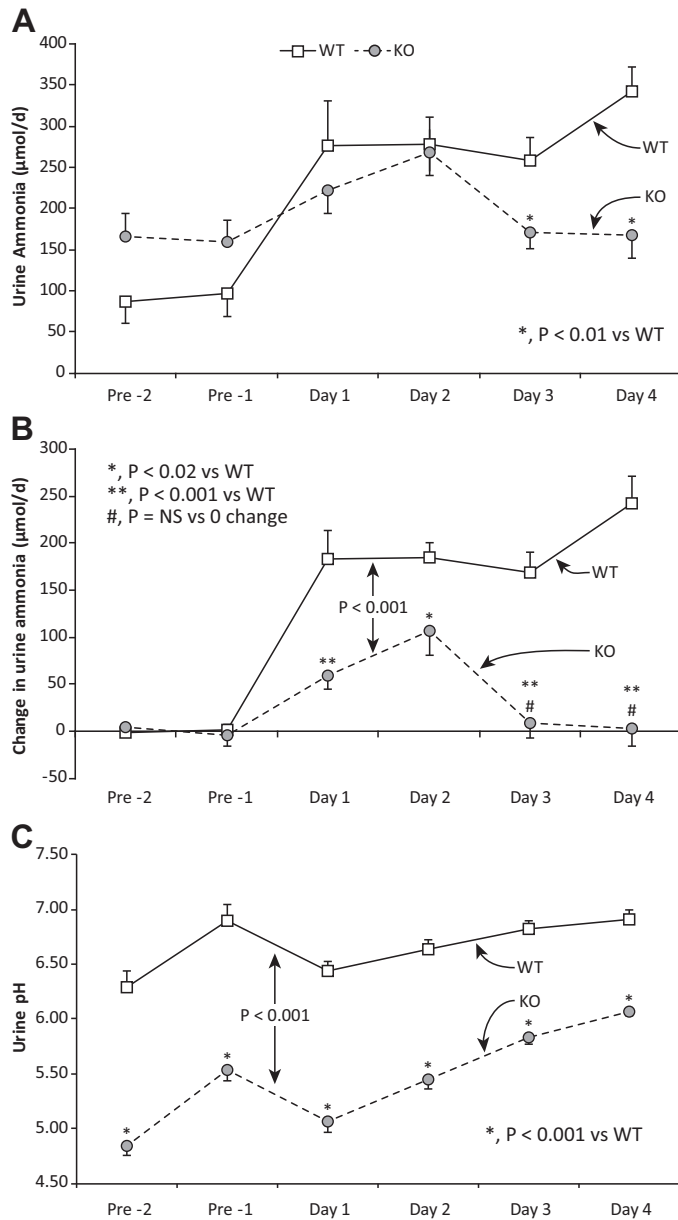 A
WT KO
Urine Ammonia (μmol/d)
400
350
300
250
200
150
100
50
0
WT
KO
*
*
*, P < 0.01 vs WT
Pre -2 Pre -1 Day 1 Day 2 Day 3 Day 4
B
Change in urine ammonia (μmol/d)
300
250
200
150
100
50
0
-50
*, P < 0.02 vs WT
**, P < 0.001 vs WT
#, P = NS vs 0 change
WT
P < 0.001
KO
**
*
**
#
**
#
Pre -2 Pre -1 Day 1 Day 2 Day 3 Day 4
C
Urine pH
7.50
7.00
6.50
6.00
5.50
5.00
4.50
WT
KO
P < 0.001
*
*
*
*
*
*
*, P < 0.001 vs WT
Pre -2 Pre -1 Day 1 Day 2 Day 3 Day 4